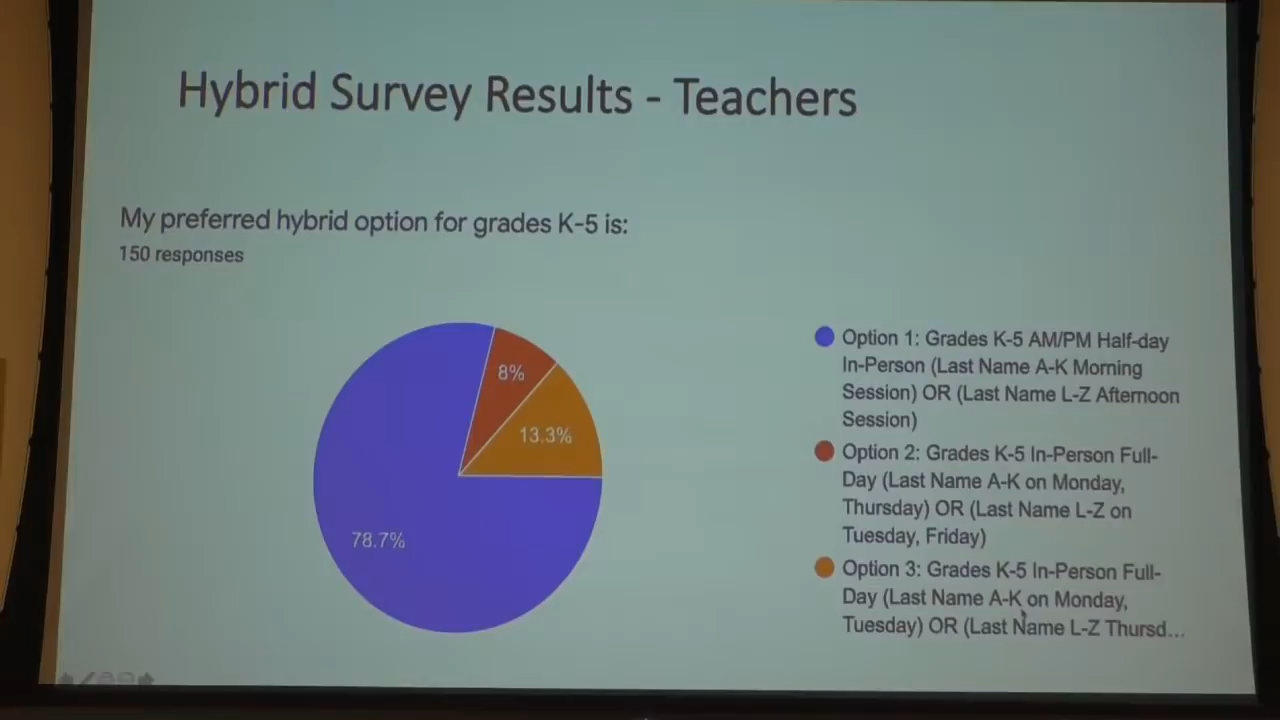 Hybrid Survey Results - Teachers
My preferred hybrid option for grades K-5 is:
150 responses
8%
13.3%
78.7%
Option 1: Grades K-5 AM/PM Half-day
In-Person (Last Name A-K Morning
Session) OR (Last Name L-Z Afternoon
Session)
Option 2: Grades K-5 In-Person Full-
Day (Last Name A-K on Monday,
Thursday) OR (Last Name L-Z on
Tuesday, Friday)
Option 3: Grades K-5 In-Person Full-
Day (Last Name A-K on Monday,
Tuesday) OR (Last Name L-Z Thursd...